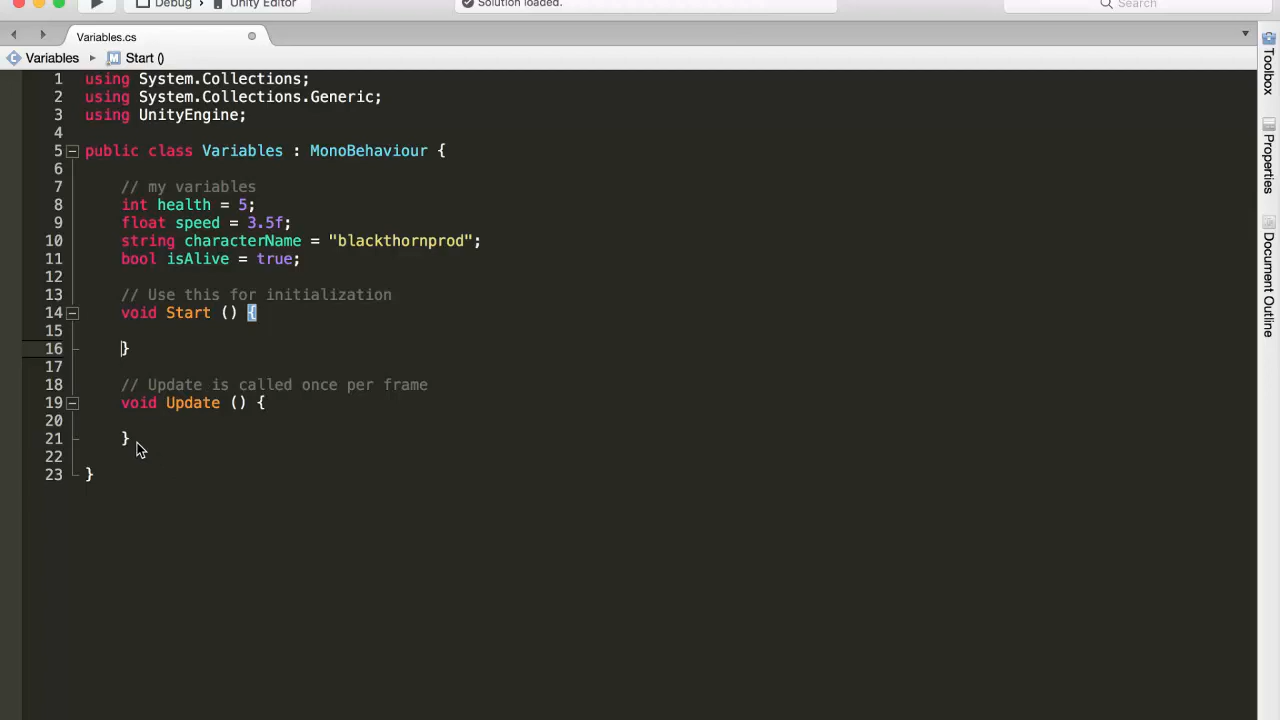 Debug › Unity Editor
Solution loaded.
Search
Variables.cs
Variables ▸ Start ()
1 using System.Collections;
2 using System.Collections.Generic;
3 using UnityEngine;
4
5 public class Variables : MonoBehaviour {
6
7 // my variables
8 int health = 5;
9 float speed = 3.5f;
10 string characterName = "blackthornprod";
11 bool isAlive = true;
12
13 // Use this for initialization
14 void Start () {
15
16 }
17
18 // Update is called once per frame
19 void Update () {
20
21 }
22
23 }
Toolbox
Properties
Document Outline